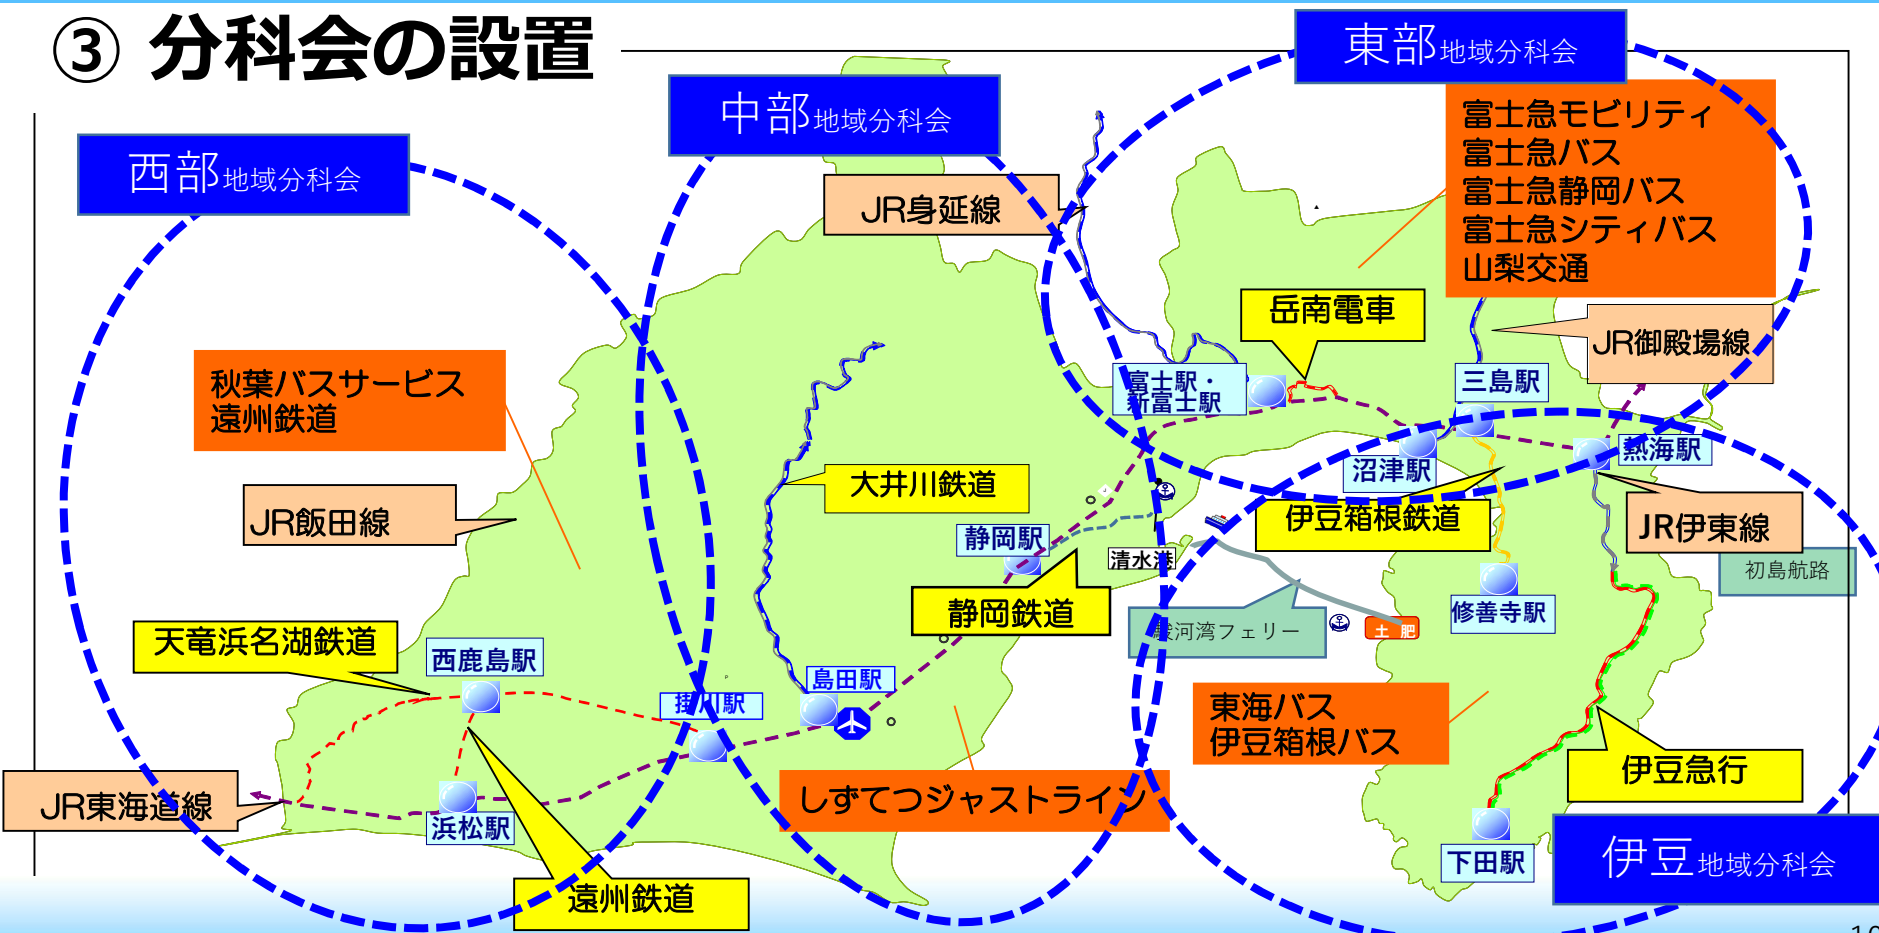 ③ 分科会の設置
東部地域分科会
中部地域分科会
西部地域分科会
富士急モビリティ
富士急バス
富士急静岡バス
富士急シティバス
山梨交通
JR身延線
岳南電車
JR御殿場線
秋葉バスサービス
遠州鉄道
富士駅・
新富士駅
三島駅
熱海駅
沼津駅
大井川鉄道
JR飯田線
伊豆箱根鉄道
JR伊東線
静岡駅
清水港
初島航路
修善寺駅
静岡鉄道
駿河湾フェリー
土 肥
天竜浜名湖鉄道
西鹿島駅
島田駅
掛川駅
東海バス
伊豆箱根バス
伊豆急行
しずてつジャストライン
JR東海道線
浜松駅
下田駅
伊豆地域分科会
遠州鉄道